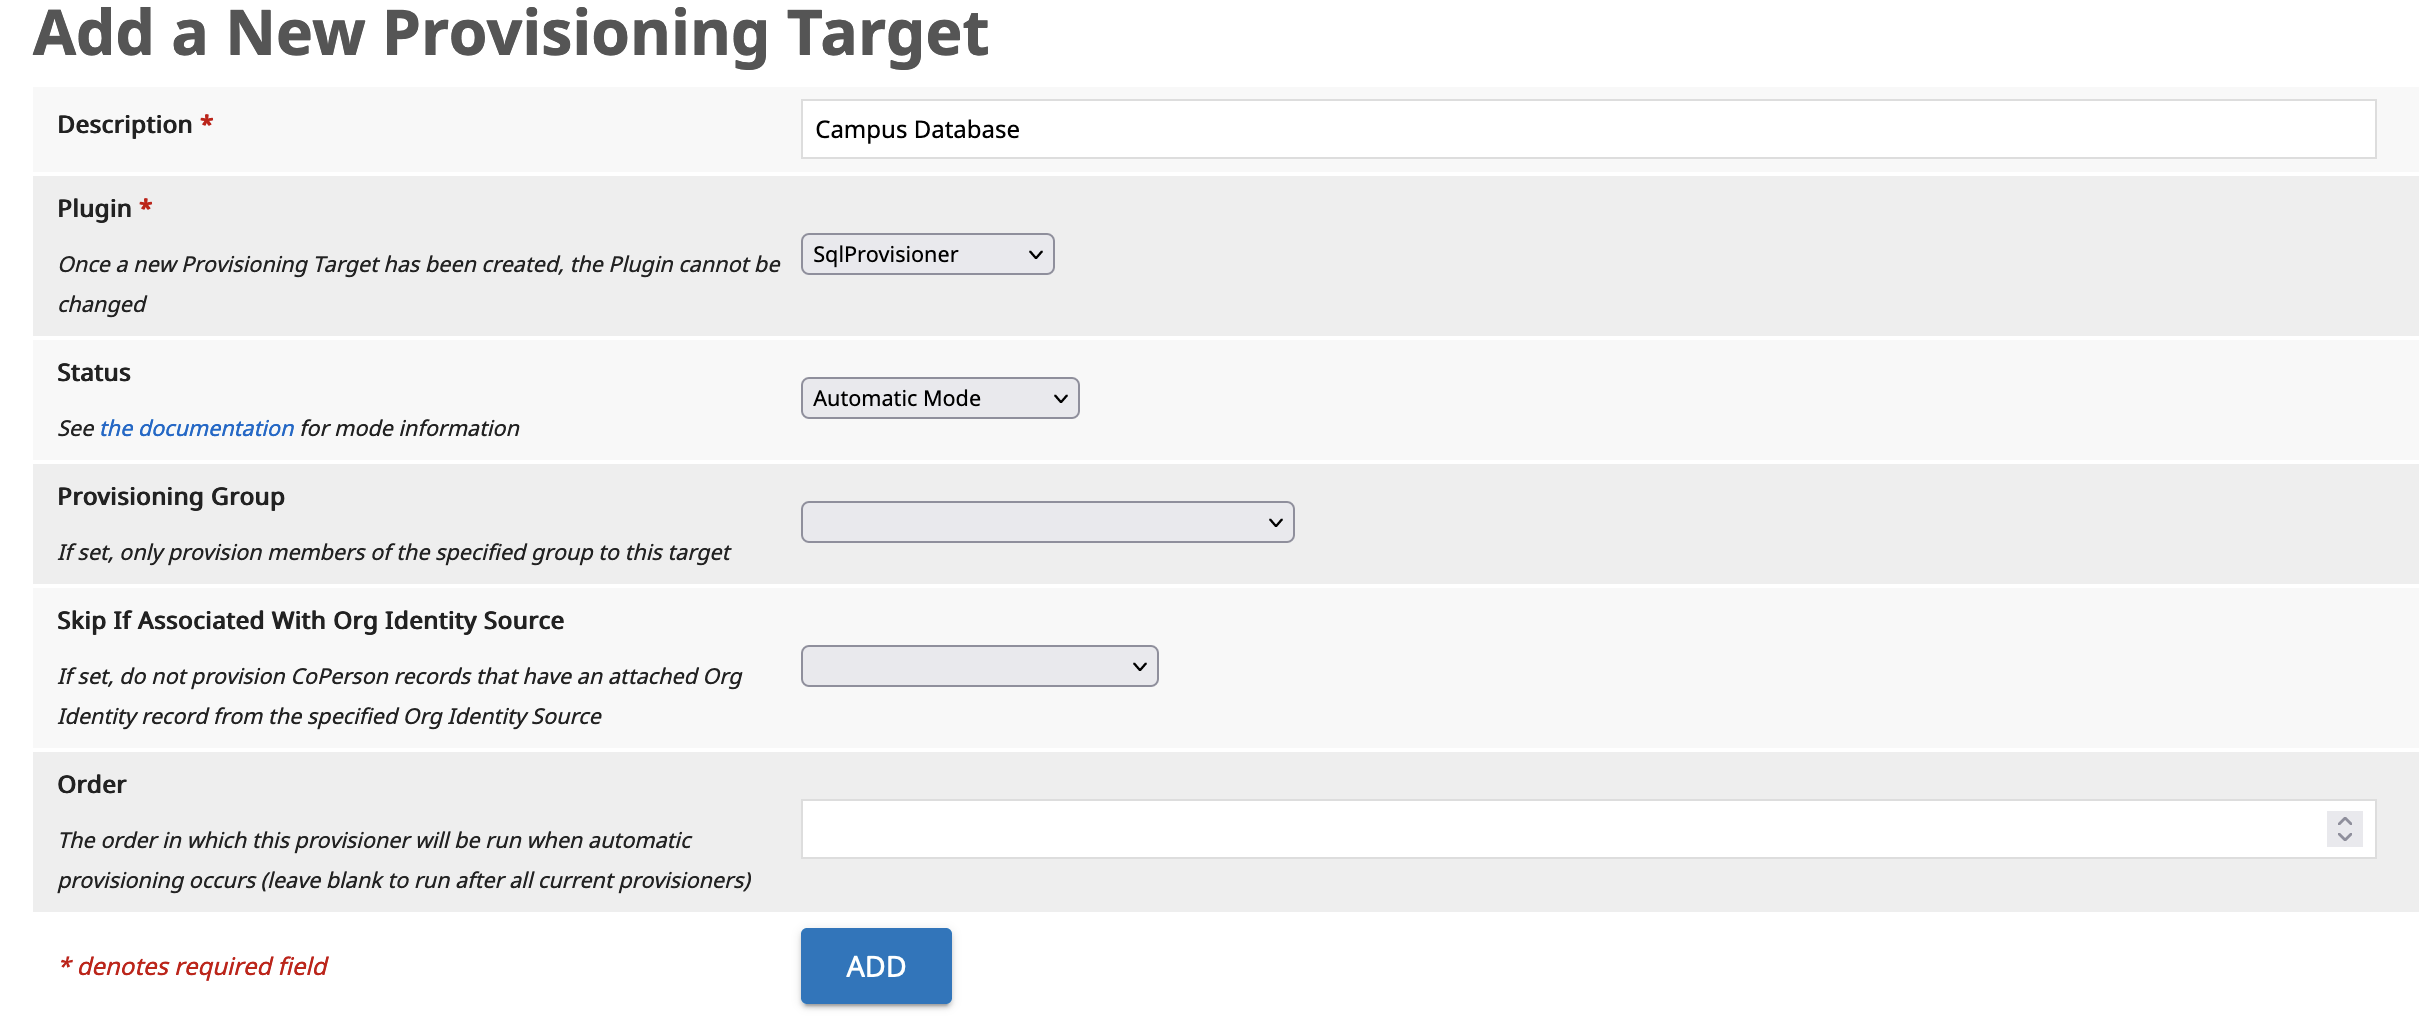 Add a New Provisioning Target
Description *
Campus Database
Plugin *
Once a new Provisioning Target has been created, the Plugin cannot be
changed
SqlProvisioner
Status
See the documentation for mode information
Automatic Mode
Provisioning Group
If set, only provision members of the specified group to this target
Skip If Associated With Org Identity Source
If set, do not provision CoPerson records that have an attached Org
Identity record from the specified Org Identity Source
Order
The order in which this provisioner will be run when automatic
provisioning occurs (leave blank to run after all current provisioners)
* denotes required field
ADD